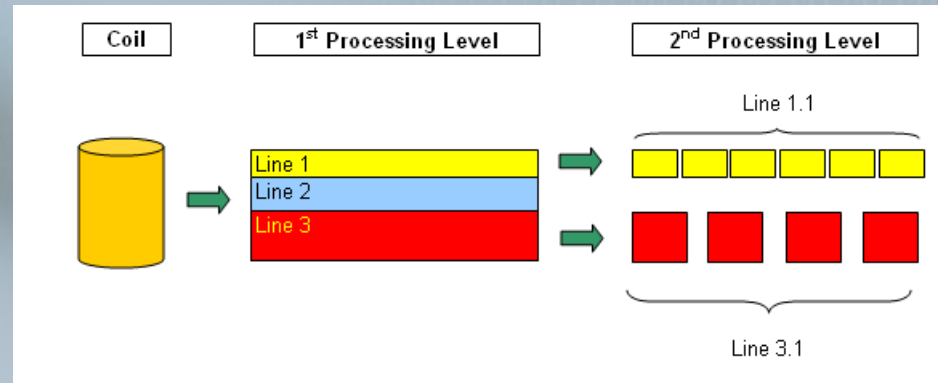 Coil
1st Processing Level
2nd Processing Level
Line 1.1
Line 1
Line 2
Line 3
Line 3.1